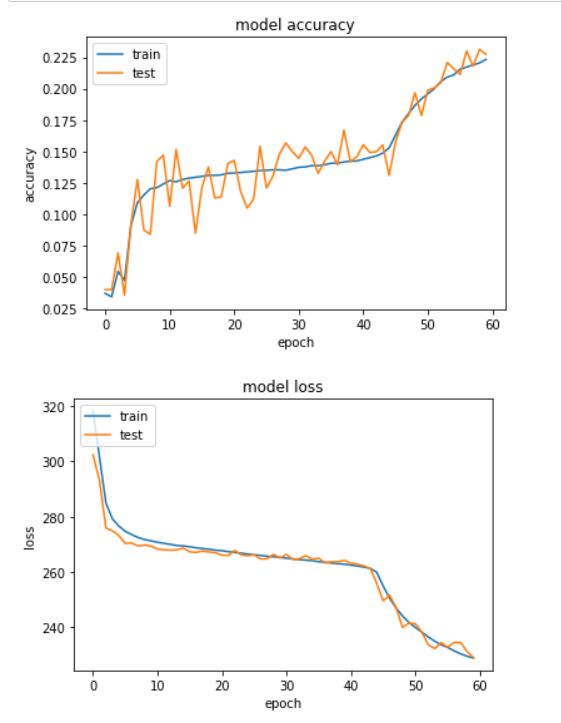 model accuracy
train
test
0.225
0.200
0.175
0.150
0.125
0.100
0.075
0.050
0.025
accuracy
0 10 20 30 40 50 60
epoch
model loss
train
test
320
300
280
260
240
loss
0 10 20 30 40 50 60
epoch